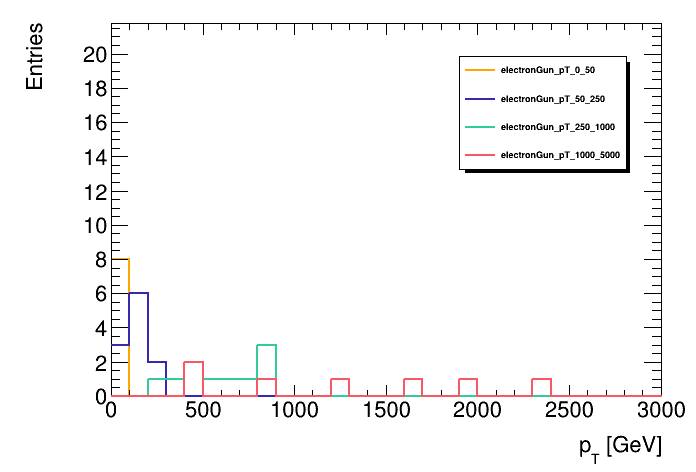 Entries
20
18
16
14
12
10
8
6
4
2
0
electronGun_pT_0_50
electronGun_pT_50_250
electronGun_pT_250_1000
electronGun_pT_1000_5000
0 500 1000 1500 2000 2500 3000
p_T [GeV]